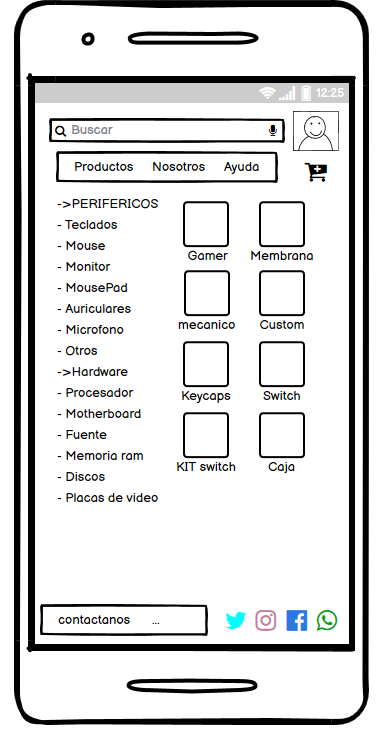 12:25
Buscar
Productos Nosotros Ayuda
->PERIFERICOS
- Teclados
- Mouse
- Monitor
- MousePad
- Auriculares
- Microfono
- Otros
->Hardware
- Procesador
- Motherboard
- Fuente
- Memoria ram
- Discos
- Placas de video
Gamer Membrana
mecanico Custom
Keycaps Switch
KIT switch Caja
contactanos ...